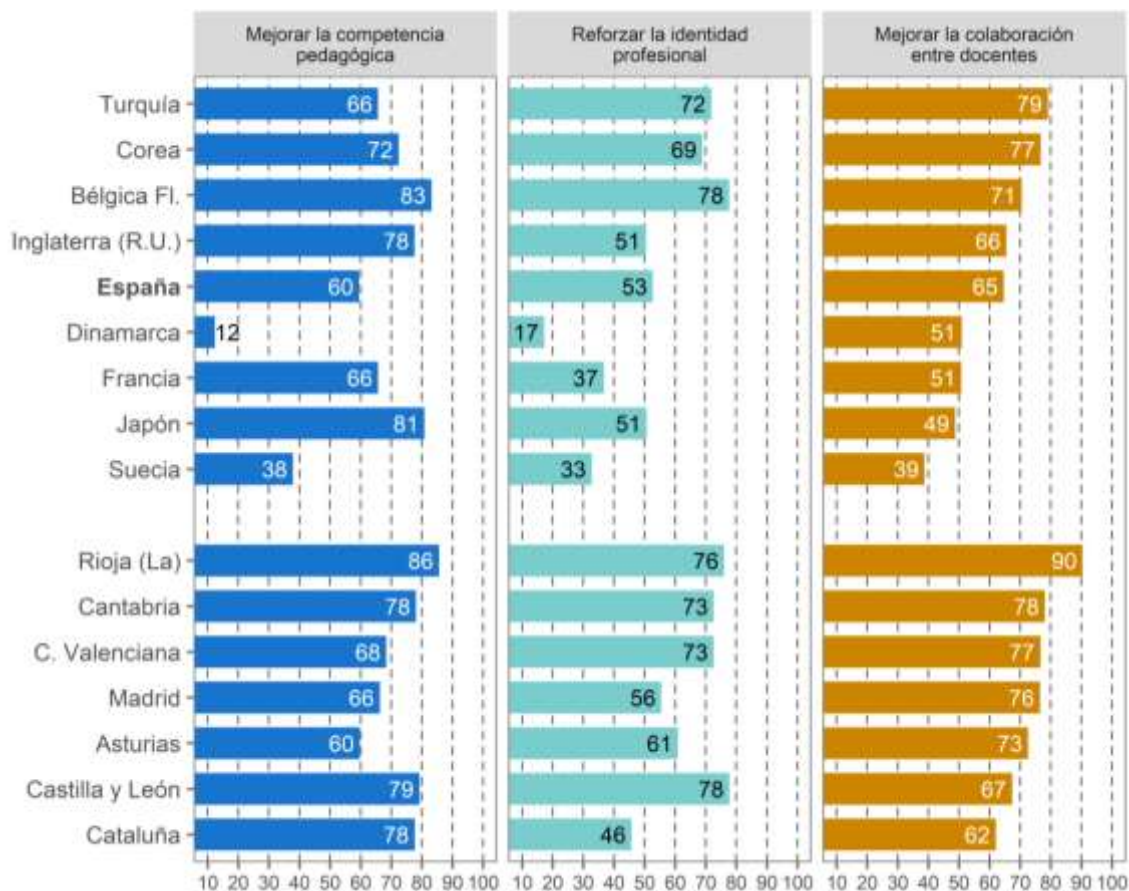 Mejorar la competencia
pedagógica
Reforzar la identidad
profesional
Mejorar la colaboración
entre docentes
Turquía 66 72 79
Corea 72 69 77
Bélgica Fl. 83 78 71
Inglaterra (R.U.) 78 51 66
España 60 53 65
Dinamarca 12 17 51
Francia 66 37 51
Japón 81 51 49
Suecia 38 33 39
Rioja (La) 86 76 90
Cantabria 78 73 78
C. Valenciana 68 73 77
Madrid 66 56 76
Asturias 60 61 73
Castilla y León 79 78 67
Cataluña 78 46 62
10 20 30 40 50 60 70 80 90 100 10 20 30 40 50 60 70 80 90 100 10 20 30 40 50 60 70 80 90 100